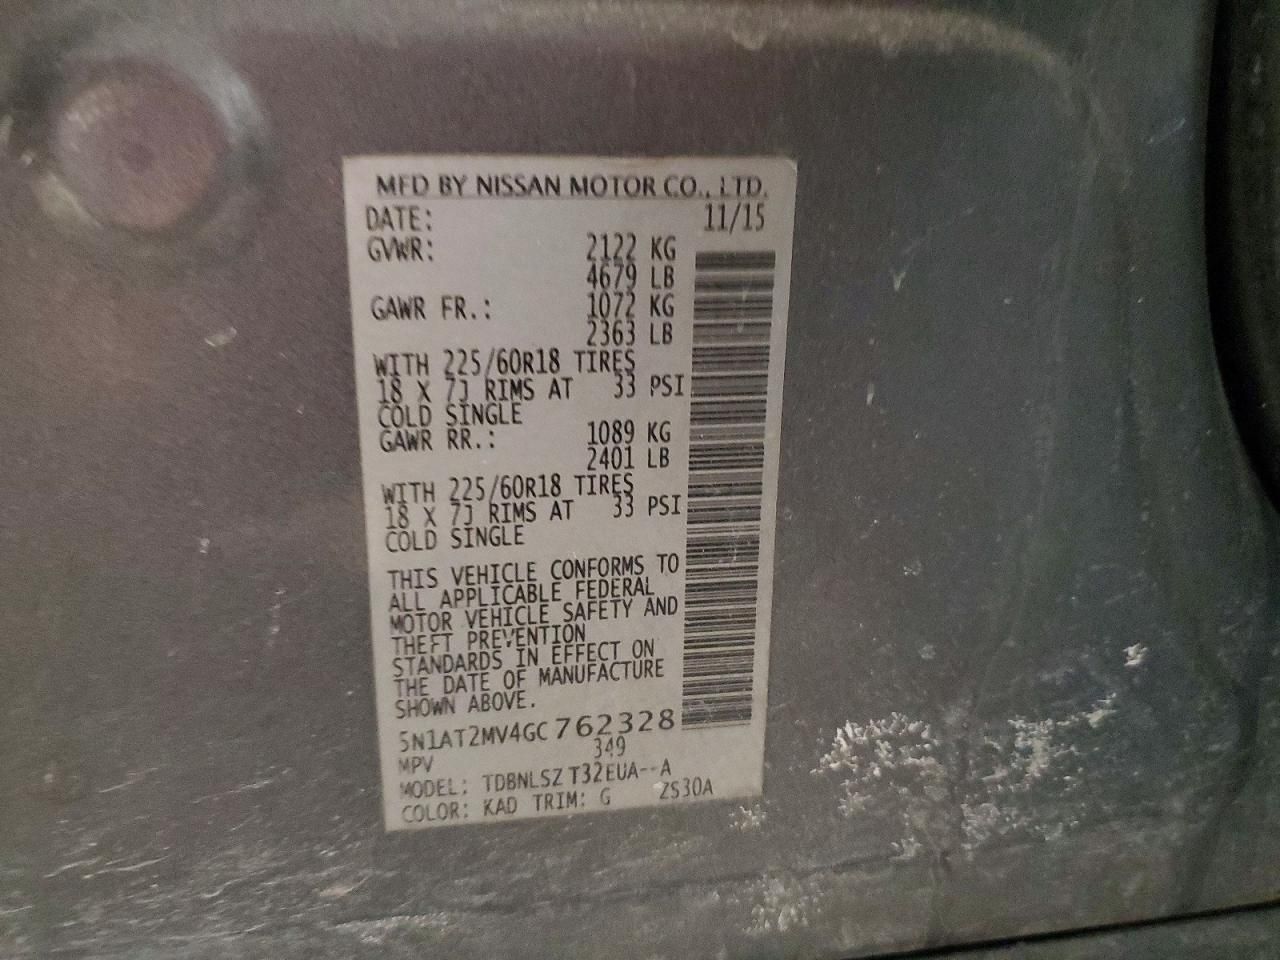 MFD BY NISSAN MOTOR CO., LTD.
DATE: 11/15
GVWR: 2122 KG
4679 LB
GAWR FR.: 1072 KG
2363 LB
WITH 225/60R18 TIRES
18 X 7J RIMS AT 33 PSI
COLD SINGLE
GAWR RR.: 1089 KG
2401 LB
WITH 225/60R18 TIRES
18 X 7J RIMS AT 33 PSI
COLD SINGLE
THIS VEHICLE CONFORMS TO
ALL APPLICABLE FEDERAL
MOTOR VEHICLE SAFETY AND
THEFT PREVENTION
STANDARDS IN EFFECT ON
THE DATE OF MANUFACTURE
SHOWN ABOVE.
5N1AT2MV4GC762328
MPV 349
MODEL: TDBNLSZ T32EUA--A
COLOR: KAD TRIM: G ZS30A